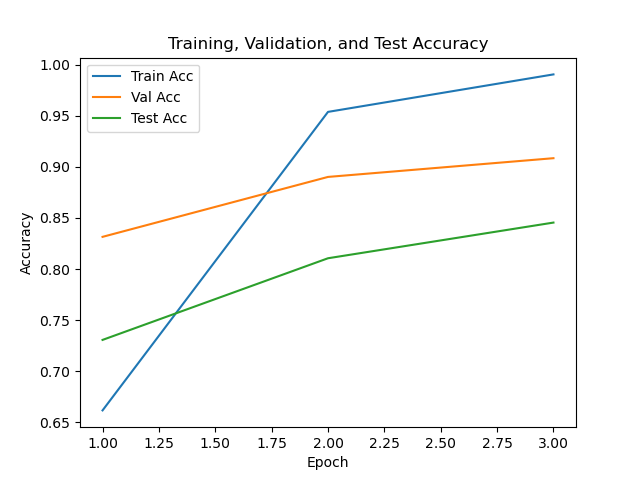 Training, Validation, and Test Accuracy
1.00
0.95
0.90
0.85
0.80
0.75
0.70
0.65
Accuracy
Train Acc
Val Acc
Test Acc
1.00 1.25 1.50 1.75 2.00 2.25 2.50 2.75 3.00
Epoch